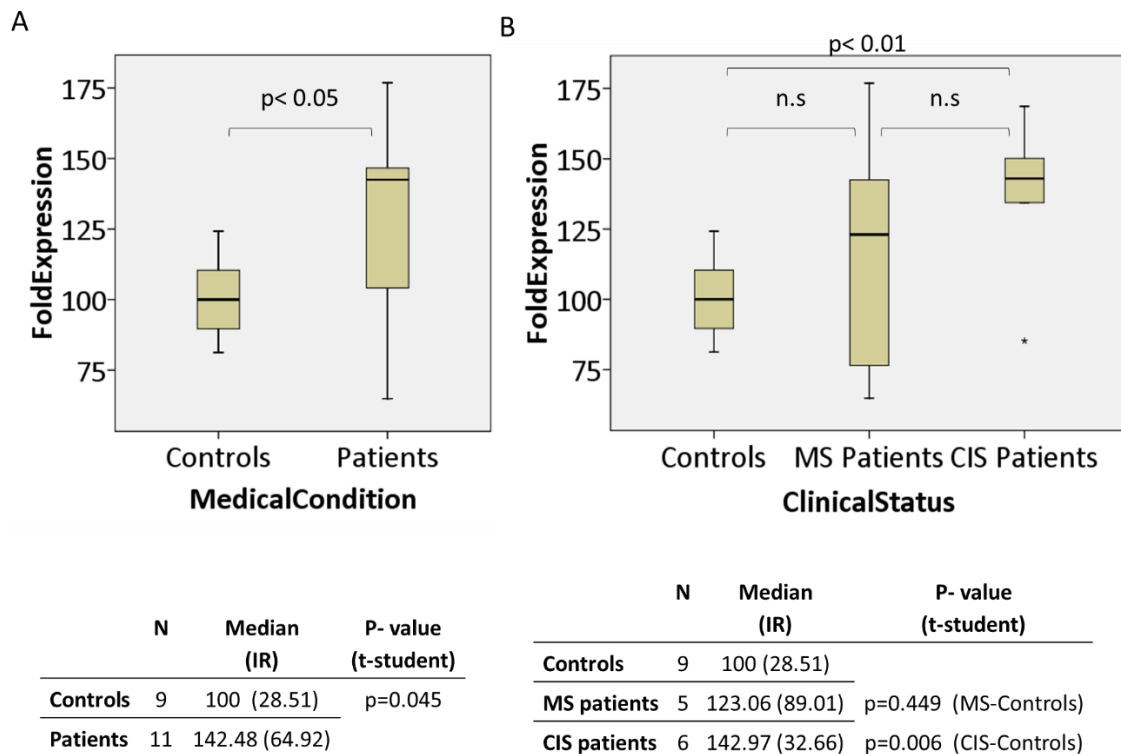 A
175
150
125
100
75
FoldExpression
p< 0.05
Controls Patients
MedicalCondition
B
p< 0.01
n.s n.s
175
150
125
100
75
FoldExpression
*
Controls MS Patients CIS Patients
ClinicalStatus
N Median P- value
(IR) (t-student)
Controls 9 100 (28.51) p=0.045
Patients 11 142.48 (64.92)
N Median P- value
(IR) (t-student)
Controls 9 100 (28.51)
MS patients 5 123.06 (89.01) p=0.449 (MS-Controls)
CIS patients 6 142.97 (32.66) p=0.006 (CIS-Controls)